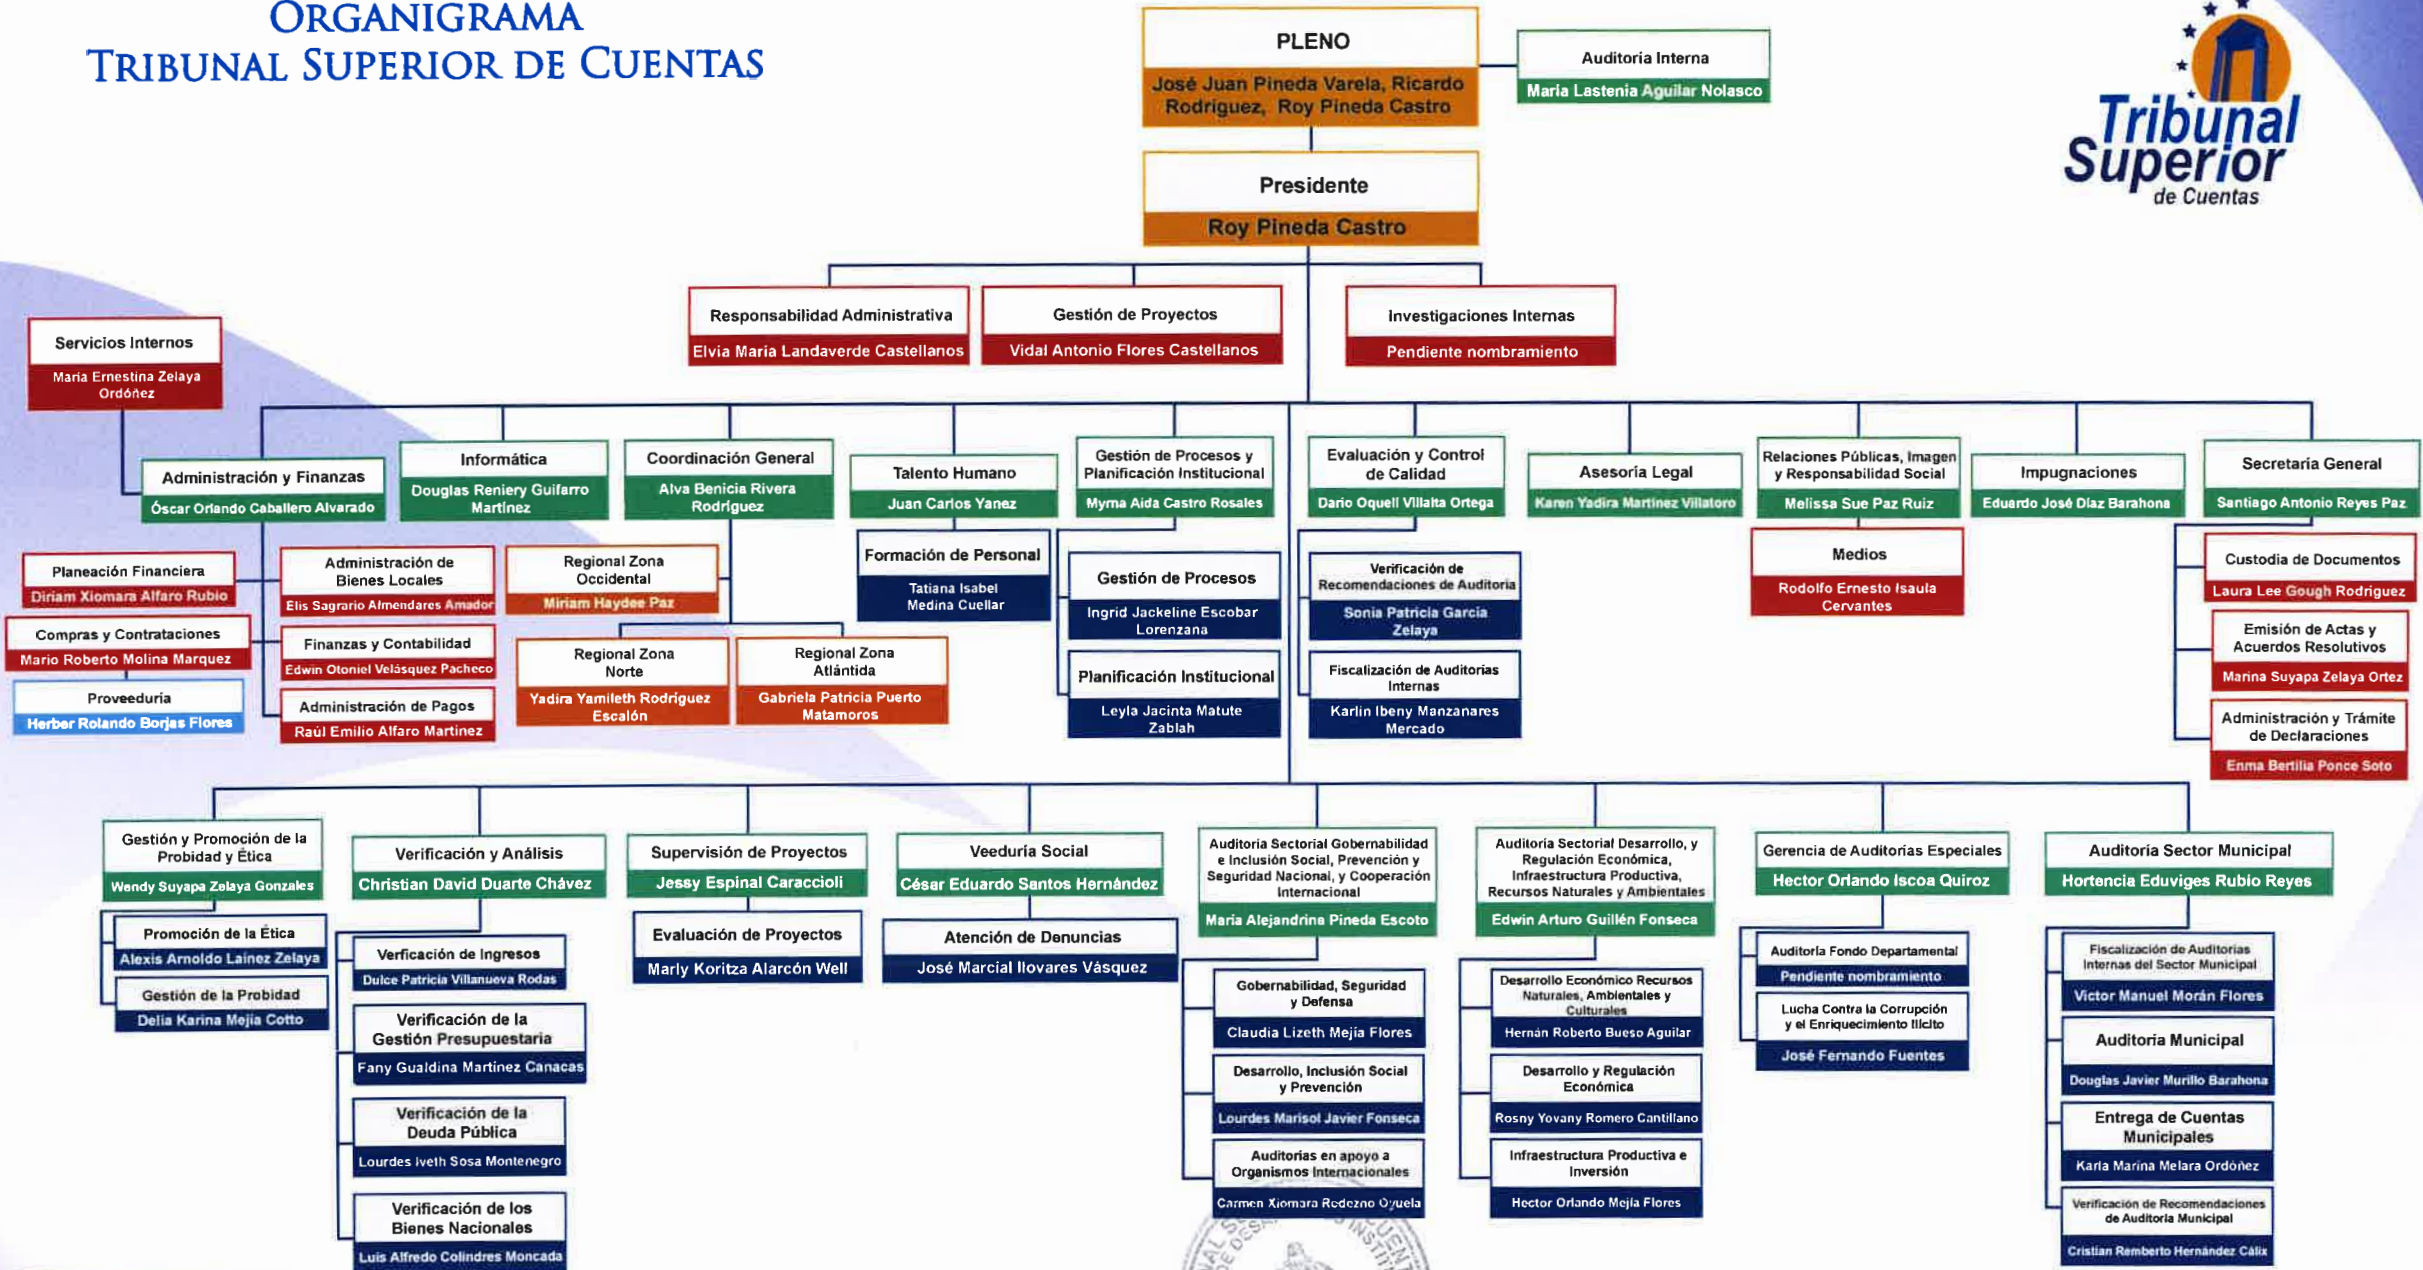 ORGANIGRAMA
TRIBUNAL SUPERIOR DE CUENTAS
PLENO
José Juan Pineda Varela, Ricardo
Rodríguez, Roy Pineda Castro
Auditoría Interna
Maria Lastenia Aguilar Nolasco
Tribunal
Superior
de Cuentas
Presidente
Roy Pineda Castro
Responsabilidad Administrativa
Elvia Maria Landaverde Castellanos
Gestión de Proyectos
Vidal Antonio Flores Castellanos
Investigaciones Internas
Pendiente nombramiento
Servicios Internos
María Ernestina Zelaya
Ordóñez
Administración y Finanzas
Óscar Orlando Caballero Alvarado
Informática
Douglas Reniery Guifarro
Martínez
Coordinación General
Alva Benicia Rivera
Rodríguez
Talento Humano
Juan Carlos Yanez
Gestión de Procesos y
Planificación Institucional
Myrna Aida Castro Rosales
Evaluación y Control
de Calidad
Dario Oquell Villalta Ortega
Asesoría Legal
Karen Yadira Martínez Villatoro
Relaciones Públicas, Imagen
y Responsabilidad Social
Melissa Sue Paz Ruiz
Impugnaciones
Eduardo José Díaz Barahona
Secretaría General
Santiago Antonio Reyes Paz
Planeación Financiera
Diriam Xiomara Alfaro Rubio
Compras y Contrataciones
Mario Roberto Molina Marquez
Proveeduría
Herber Rolando Borjas Flores
Administración de
Bienes Locales
Elis Sagrario Almendares Amador
Finanzas y Contabilidad
Edwin Otoniel Velásquez Pacheco
Administración de Pagos
Raúl Emilio Alfaro Martinez
Regional Zona
Occidental
Miriam Haydee Paz
Regional Zona
Norte
Yadira Yamileth Rodríguez
Escalón
Regional Zona
Atlántida
Gabriela Patricia Puerto
Matamoros
Formación de Personal
Tatiana Isabel
Medina Cuellar
Gestión de Procesos
Ingrid Jackeline Escobar
Lorenzana
Planificación Institucional
Leyla Jacinta Matute
Zablah
Verificación de
Recomendaciones de Auditoria
Sonia Patricia García
Zelaya
Fiscalización de Auditorías
Internas
Karlin Ibeny Manzanares
Mercado
Medios
Rodolfo Ernesto Isaula
Cervantes
Custodia de Documentos
Laura Lee Gough Rodriguez
Emisión de Actas y
Acuerdos Resolutivos
Marina Suyapa Zelaya Ortez
Administración y Trámite
de Declaraciones
Enma Bertilia Ponce Soto
Gestión y Promoción de la
Probidad y Ética
Wendy Suyapa Zelaya Gonzales
Promoción de la Ética
Alexis Arnoldo Lainez Zelaya
Gestión de la Probidad
Delia Karina Mejia Cotto
Verificación y Análisis
Christian David Duarte Chávez
Verficación de Ingresos
Dulce Patricia Villanueva Rodas
Verificación de la
Gestión Presupuestaria
Fany Gualdina Martínez Canacas
Verificación de la
Deuda Pública
Lourdes Iveth Sosa Montenegro
Verificación de los
Bienes Nacionales
Luis Alfredo Colindres Moncada
Supervisión de Proyectos
Jessy Espinal Caraccioli
Evaluación de Proyectos
Marly Koritza Alarcón Well
Veeduría Social
César Eduardo Santos Hernández
Atención de Denuncias
José Marcial Ilovares Vásquez
Auditoría Sectorial Gobernabilidad
e Inclusión Social, Prevención y
Seguridad Nacional, y Cooperación
Internacional
María Alejandrina Pineda Escoto
Gobernabilidad, Seguridad
y Defensa
Claudia Lizeth Mejía Flores
Desarrollo, Inclusión Social
y Prevención
Lourdes Marisol Javier Fonseca
Auditorías en apoyo a
Organismos Internacionales
Carmen Xiomara Redezno Oyuela
Auditoría Sectorial Desarrollo, y
Regulación Económica,
Infraestructura Productiva,
Recursos Naturales y Ambientales
Edwin Arturo Guillén Fonseca
Desarrollo Económico Recursos
Naturales, Ambientales y
Culturales
Hernán Roberto Bueso Aguilar
Desarrollo y Regulación
Económica
Rosny Yovany Romero Cantillano
Infraestructura Productiva e
Inversión
Hector Orlando Mejía Flores
Gerencia de Auditorías Especiales
Hector Orlando Iscoa Quiroz
Auditoría Fondo Departamental
Pendiente nombramiento
Lucha Contra la Corrupción
y el Enriquecimiento Ilícito
José Fernando Fuentes
Auditoría Sector Municipal
Hortencia Eduviges Rubio Reyes
Fiscalización de Auditorias
Internas del Sector Municipal
Victor Manuel Morán Flores
Auditoría Municipal
Douglas Javier Murillo Barahona
Entrega de Cuentas
Municipales
Karla Marina Melara Ordóñez
Verificación de Recomendaciones
de Auditoria Municipal
Cristian Remberto Hernández Cálix